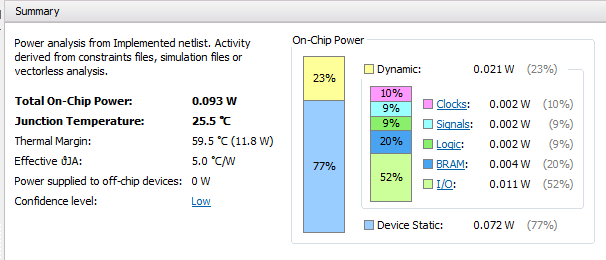 Summary
Power analysis from Implemented netlist. Activity
derived from constraints files, simulation files or
vectorless analysis.
Total On-Chip Power: 0.093 W
Junction Temperature: 25.5 °C
Thermal Margin: 59.5 °C (11.8 W)
Effective ϑJA: 5.0 °C/W
Power supplied to off-chip devices: 0 W
Confidence level: Low
On-Chip Power
23%
77%
Dynamic: 0.021 W (23%)
10%
9%
9%
20%
52%
Clocks: 0.002 W (10%)
Signals: 0.002 W (9%)
Logic: 0.002 W (9%)
BRAM: 0.004 W (20%)
I/O: 0.011 W (52%)
Device Static: 0.072 W (77%)